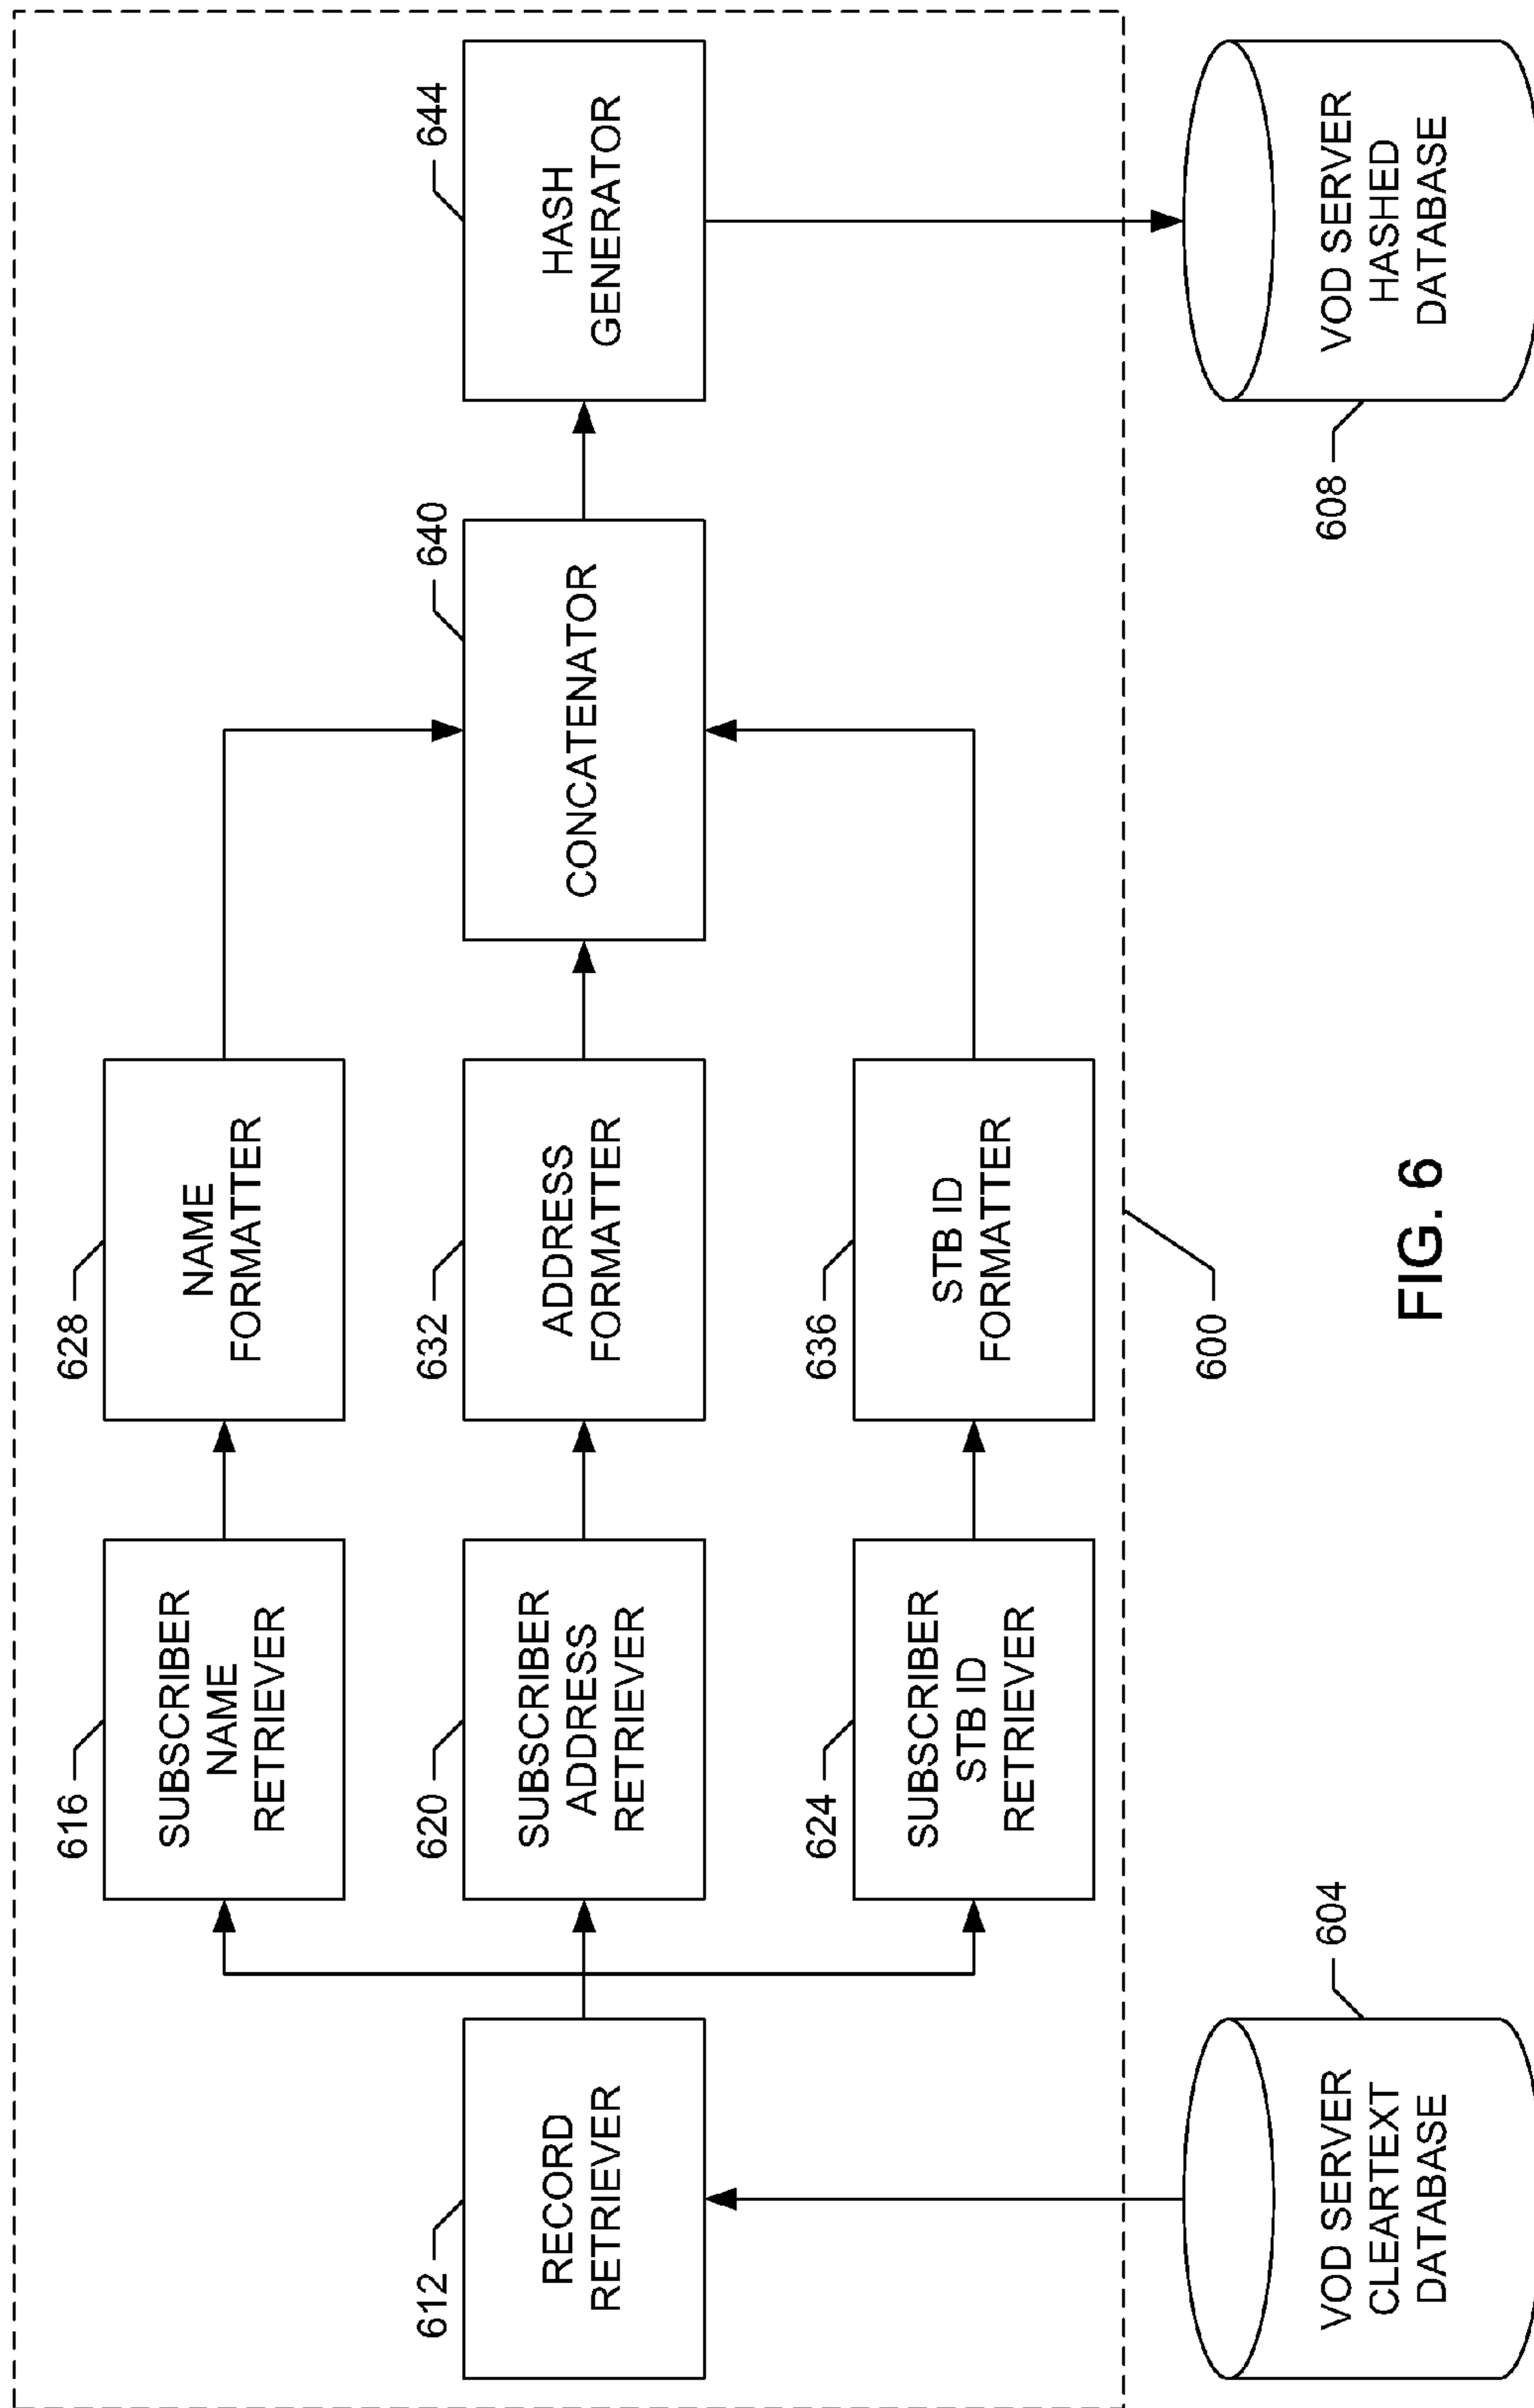 612
RECORD
RETRIEVER
616
SUBSCRIBER
NAME
RETRIEVER
620
SUBSCRIBER
ADDRESS
RETRIEVER
624
SUBSCRIBER
STB ID
RETRIEVER
628
NAME
FORMATTER
632
ADDRESS
FORMATTER
636
STB ID
FORMATTER
640
CONCATENATOR
644
HASH
GENERATOR
600
604
VOD SERVER
CLEARTEXT
DATABASE
608
VOD SERVER
HASHED
DATABASE
FIG. 6